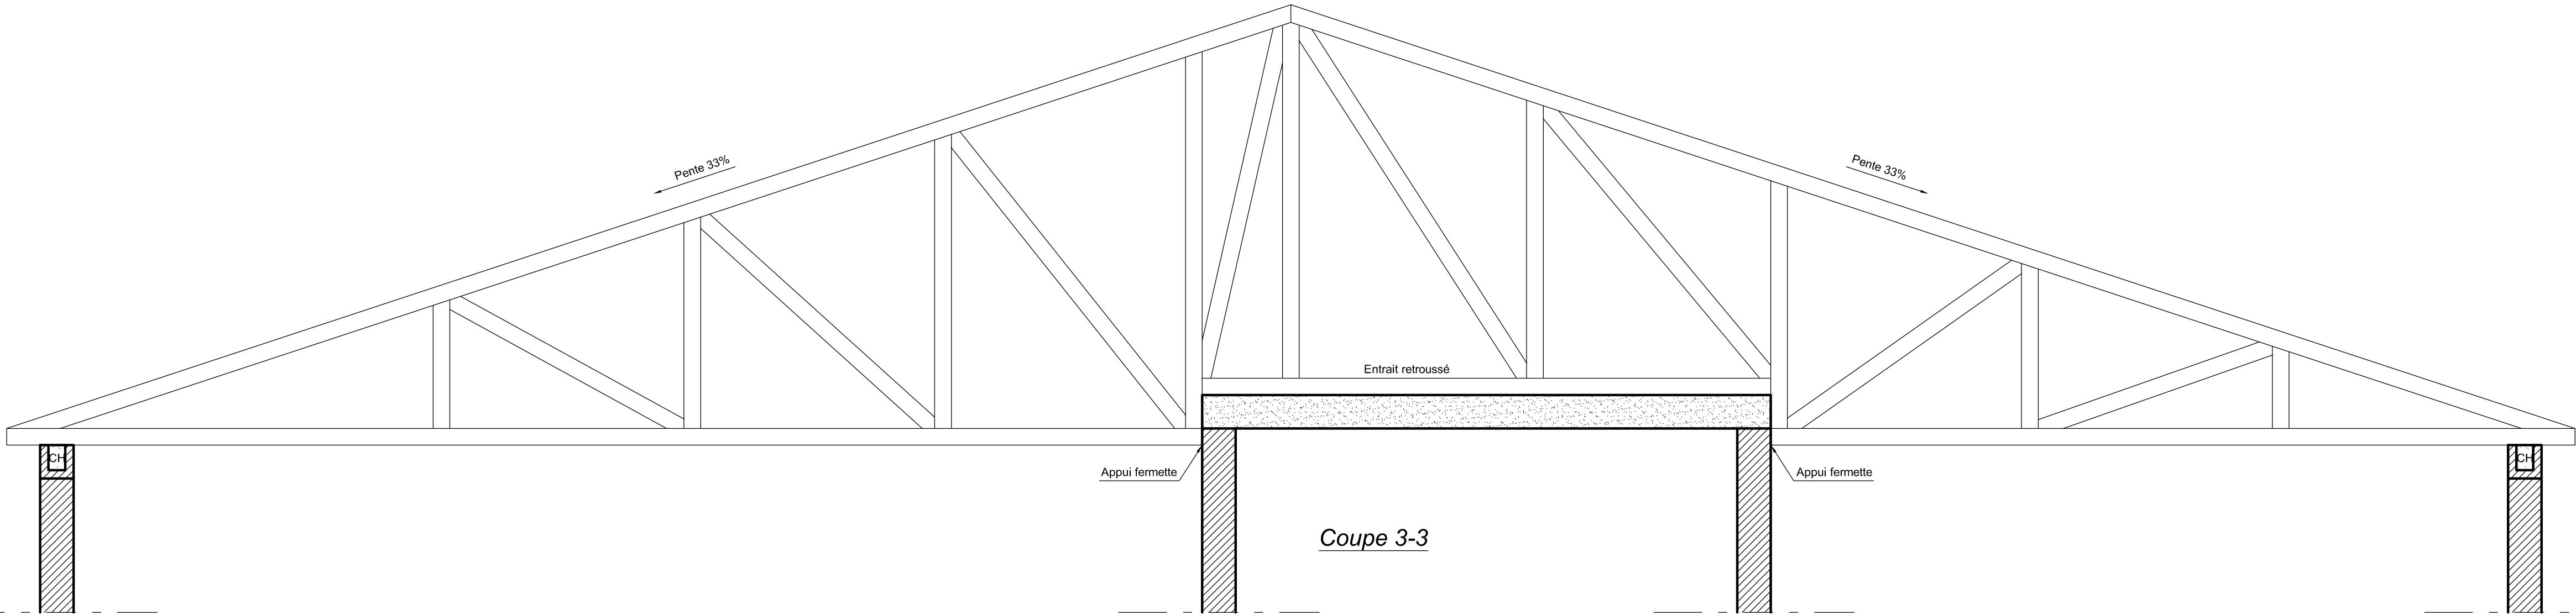 Pente 33%
Pente 33%
Entrait retroussé
CH
Appui fermette
Appui fermette
CH
Coupe 3-3